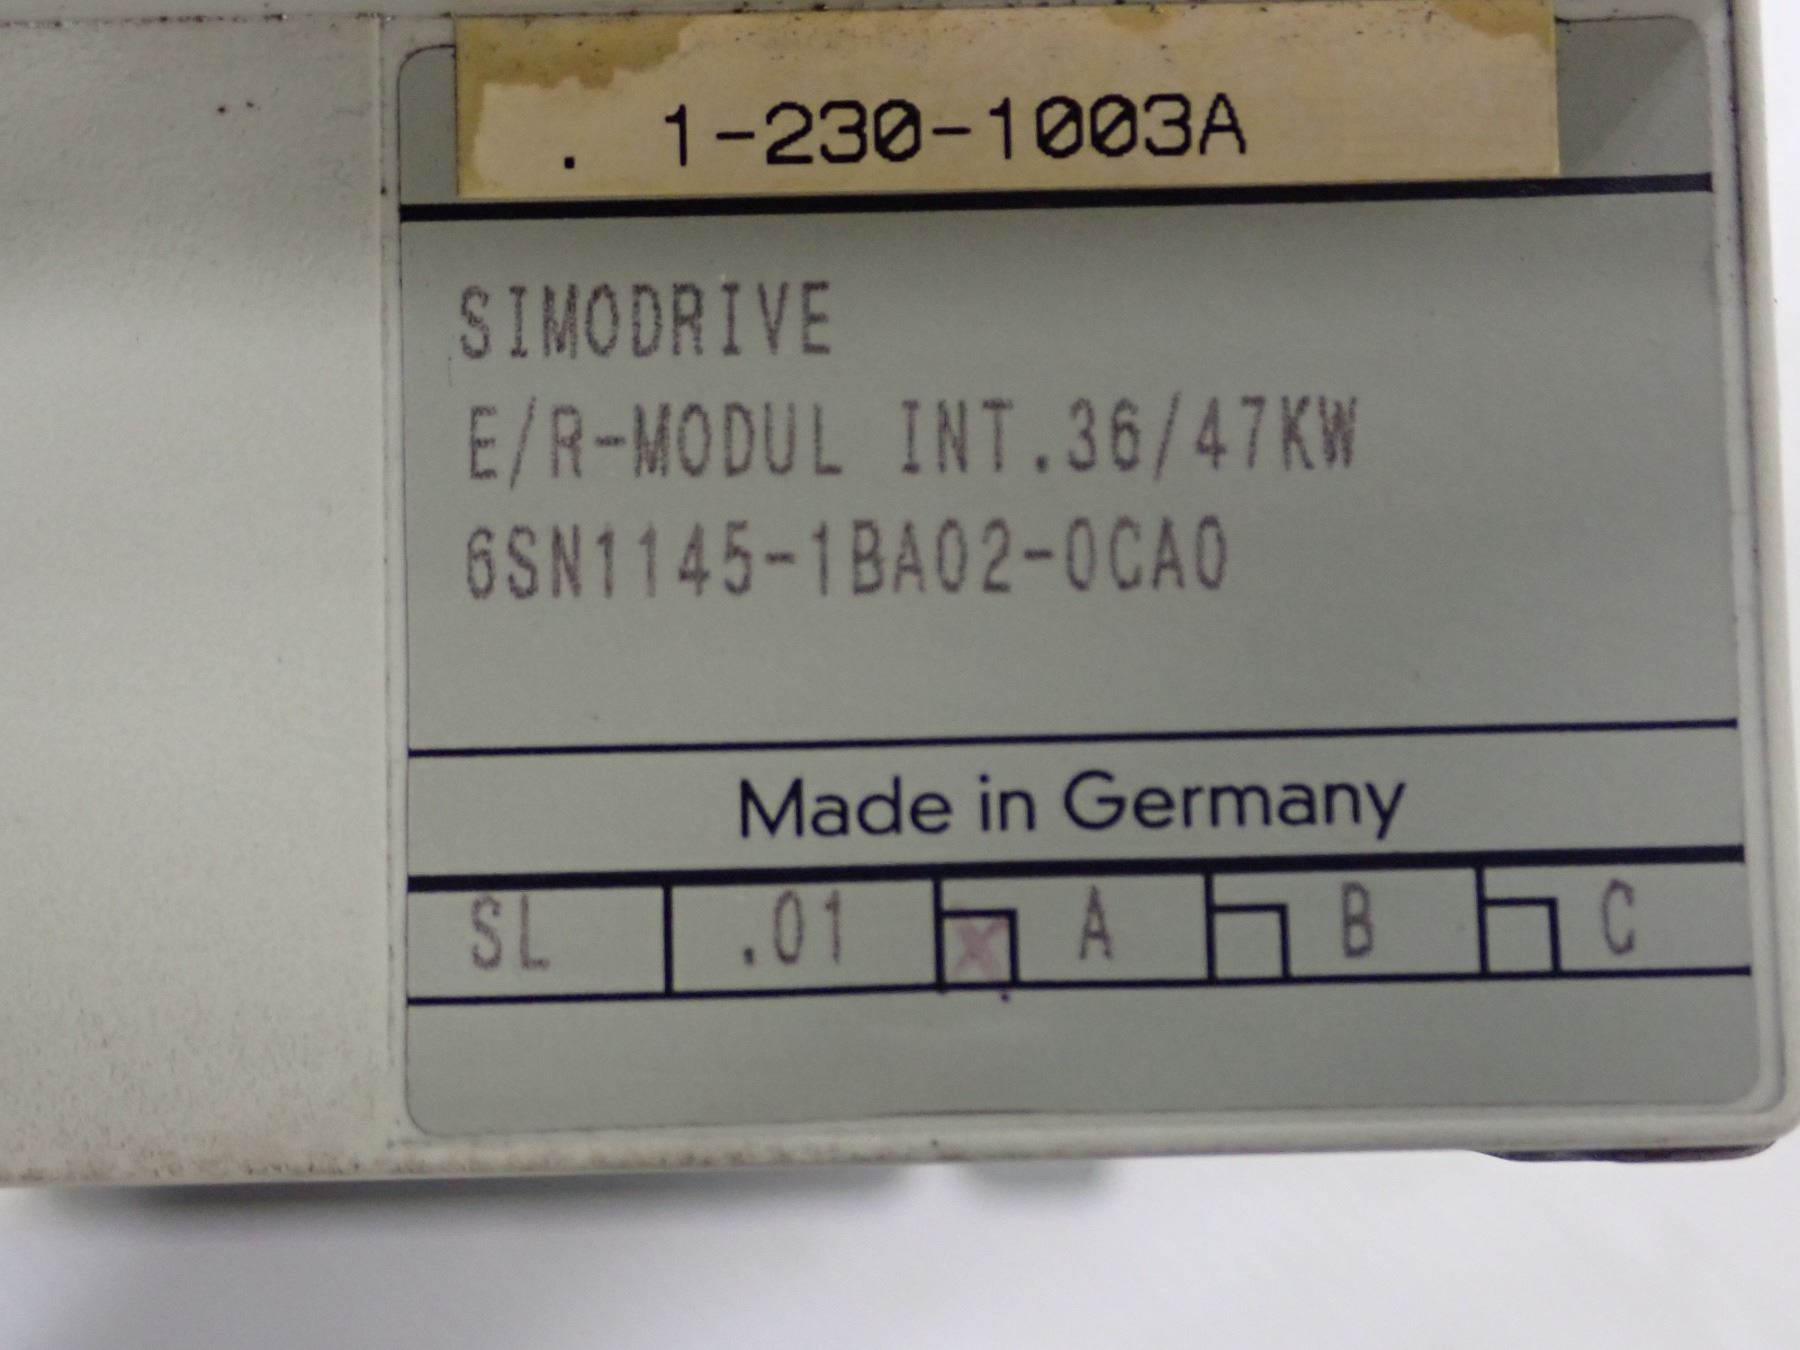 . 1-230-1003A
SIMODRIVE
E/R-MODUL INT.36/47KW
6SN1145-1BA02-0CA0
Made in Germany
SL .01 X A B C